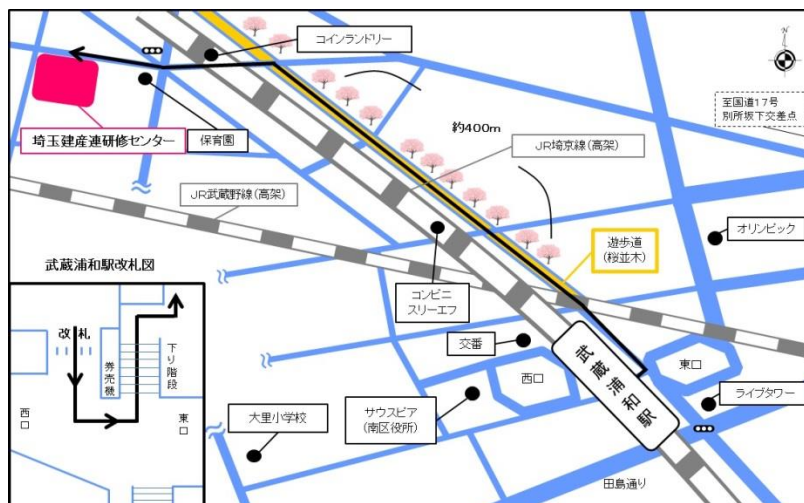 コインランドリー
N
至国道17号
別所坂下交差点
埼玉建産連研修センター
保育園
約400m
JR埼京線(高架)
JR武蔵野線(高架)
オリンピック
遊歩道
(桜並木)
武蔵浦和駅改札図
コンビニ
スリーエフ
改札
券売機
下り階段
西口
東口
交番
武蔵浦和駅
西口
東口
大里小学校
サウスピア
(南区役所)
ライブタワー
田島通り